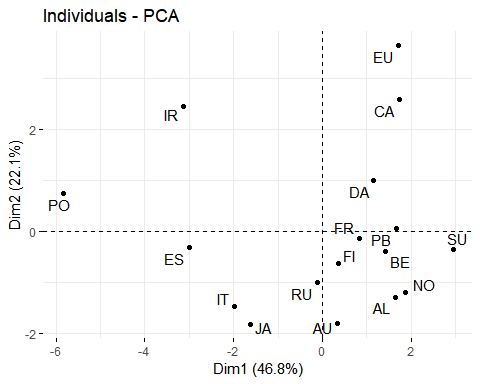 Individuals - PCA
EU
CA
IR
2
DA
PO
FR
PB
SU
0
ES
FI
BE
RU
NO
IT
AL
JA
AU
-2
-6
-4
-2
0
2
Dim1 (46.8%)
Dim2 (22.1%)